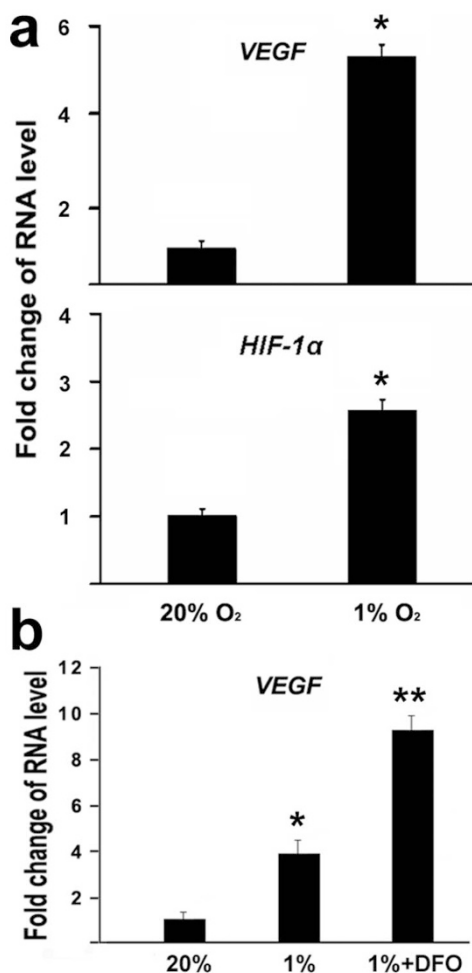 a
6
VEGF
*
4
2
Fold change of RNA level
4
HIF-1α
*
3
2
1
20% O₂
1% O₂
b
12
VEGF
**
10
8
6
*
4
2
Fold change of RNA level
20%
1%
1%+DFO